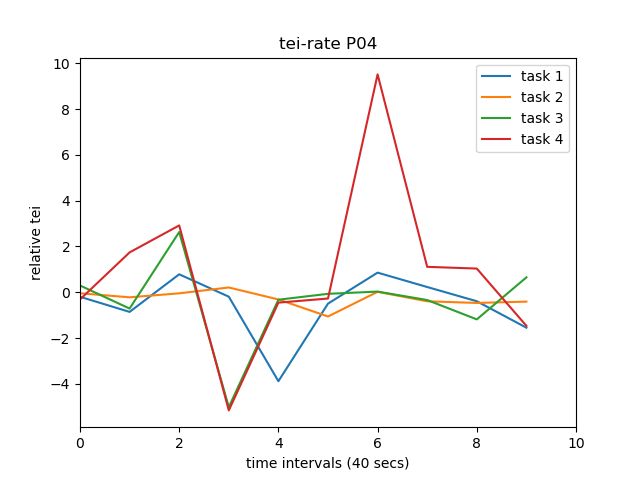 tei-rate P04
task 1
task 2
task 3
task 4
relative tei
10
8
6
4
2
0
−2
−4
0 2 4 6 8 10
time intervals (40 secs)